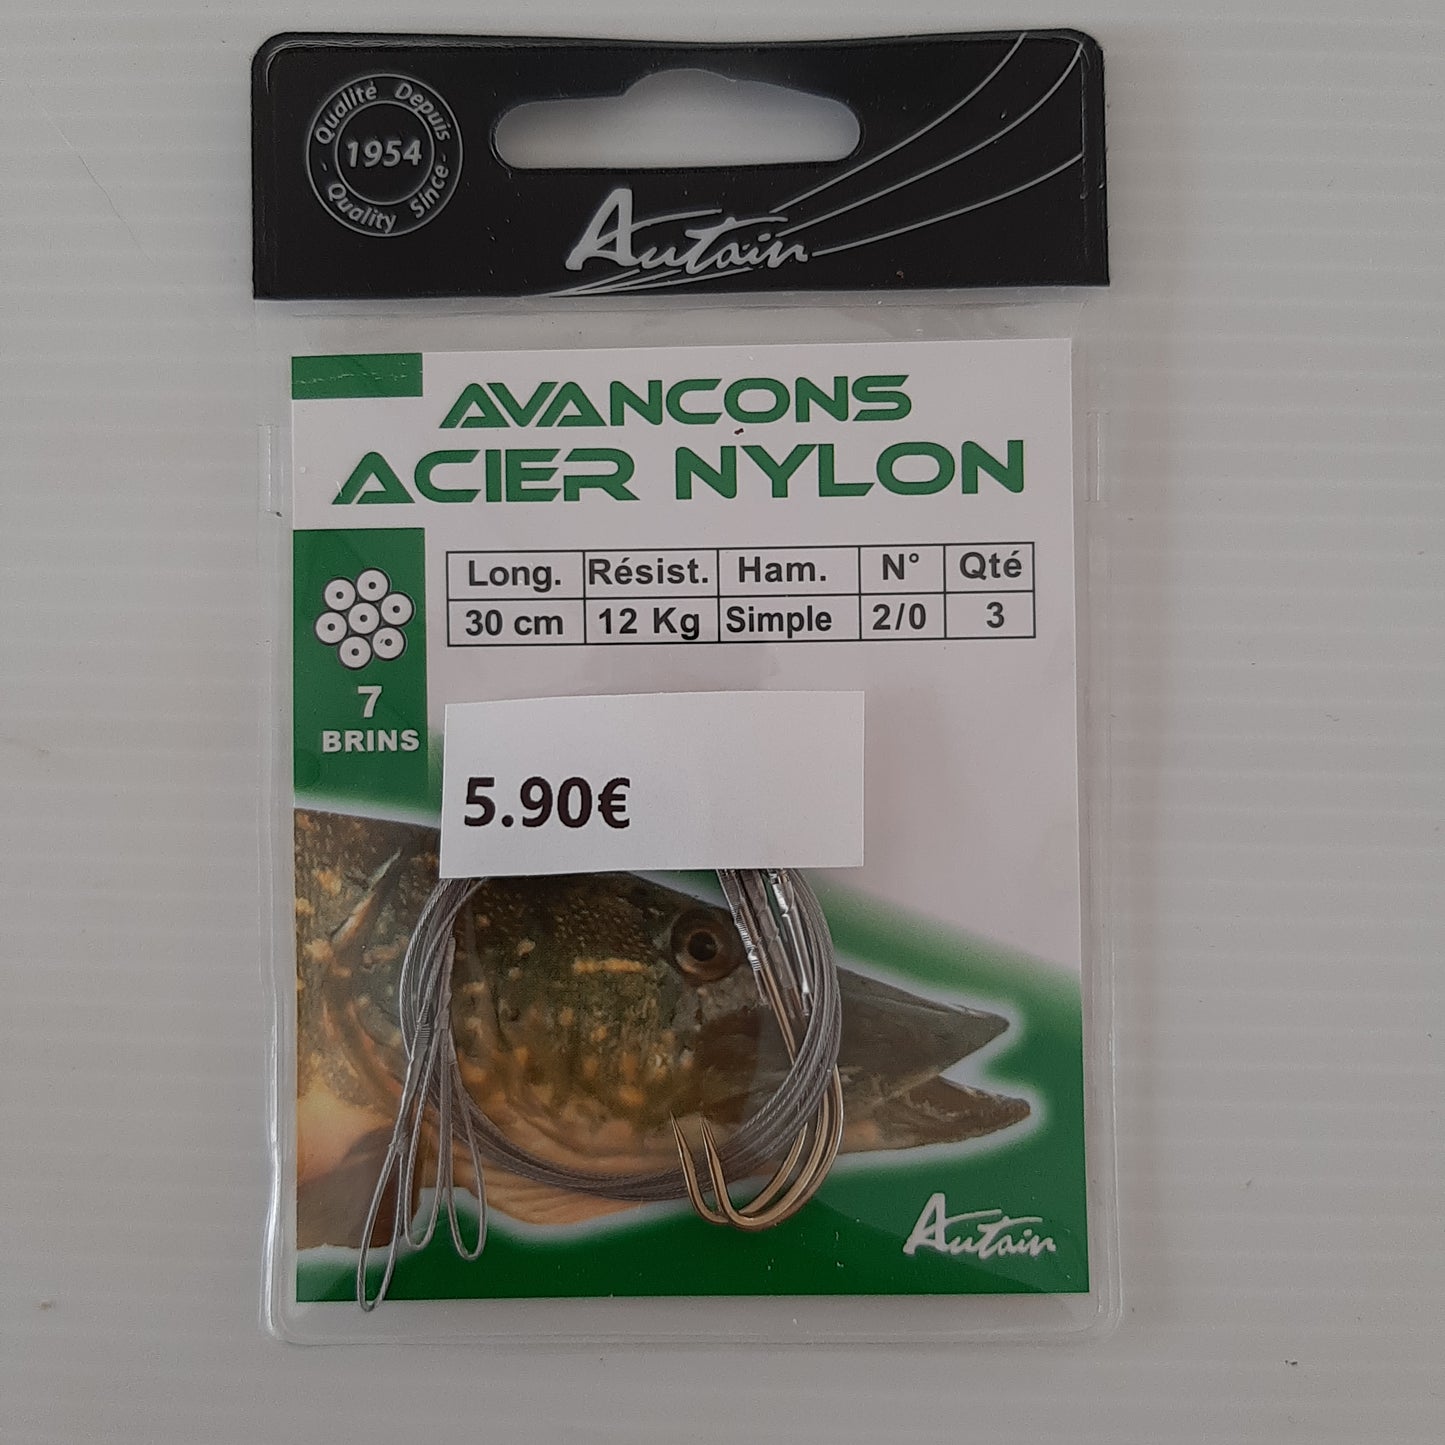 Qualité Depuis
1954
Quality Since
Autain
AVANCONS
ACIER NYLON
Long. Résist. Ham. N° Qté
30 cm 12 Kg Simple 2/0 3
7
BRINS
5.90€
Autain